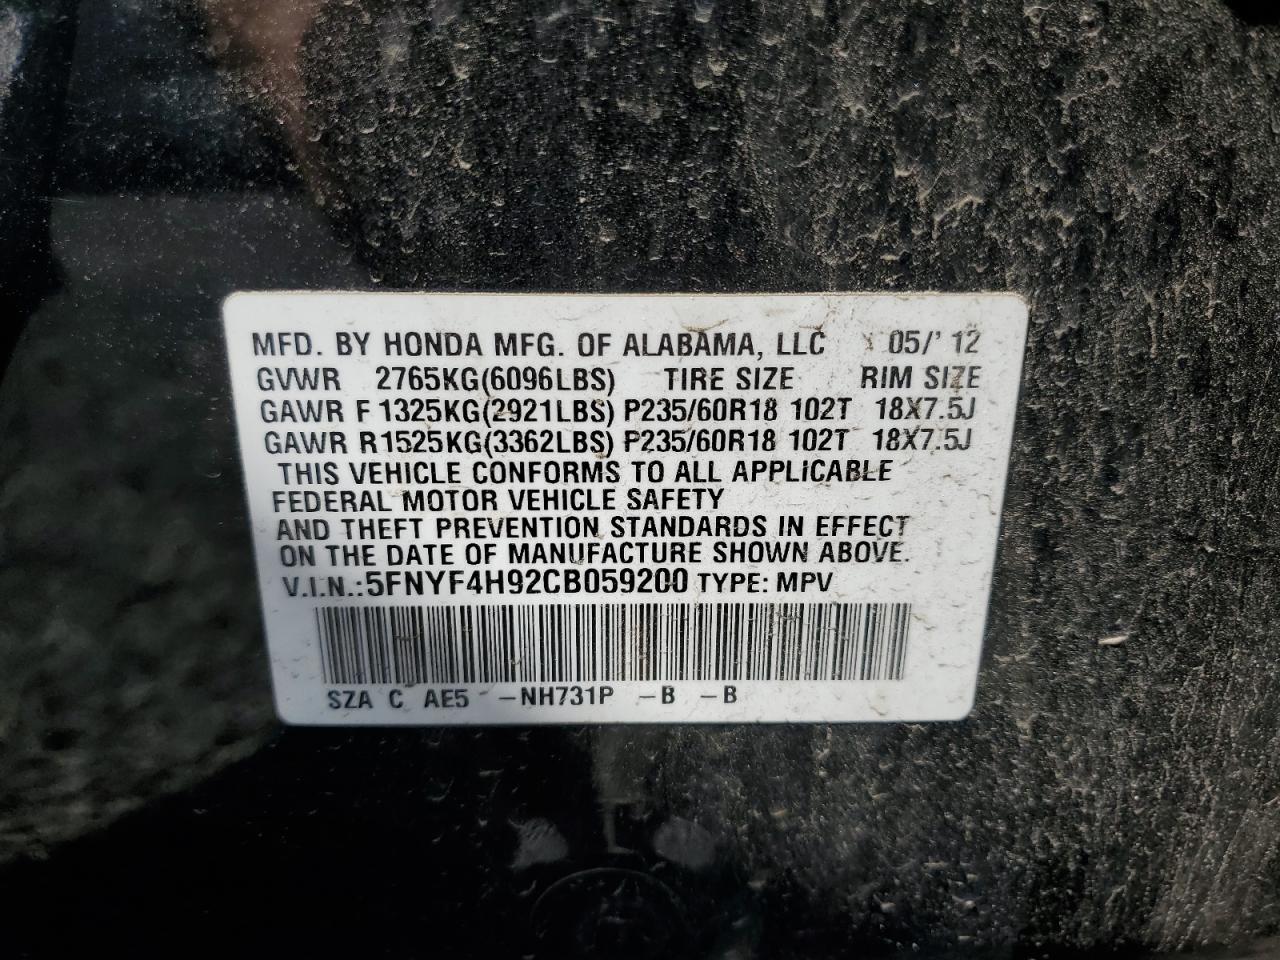 MFD. BY HONDA MFG. OF ALABAMA, LLC 05/'12
GVWR 2765KG(6096LBS) TIRE SIZE RIM SIZE
GAWR F 1325KG(2921LBS) P235/60R18 102T 18X7.5J
GAWR R1525KG(3362LBS) P235/60R18 102T 18X7.5J
THIS VEHICLE CONFORMS TO ALL APPLICABLE
FEDERAL MOTOR VEHICLE SAFETY
AND THEFT PREVENTION STANDARDS IN EFFECT
ON THE DATE OF MANUFACTURE SHOWN ABOVE.
V.I.N.:5FNYF4H92CB059200 TYPE: MPV
SZA C AE5 -NH731P -B -B